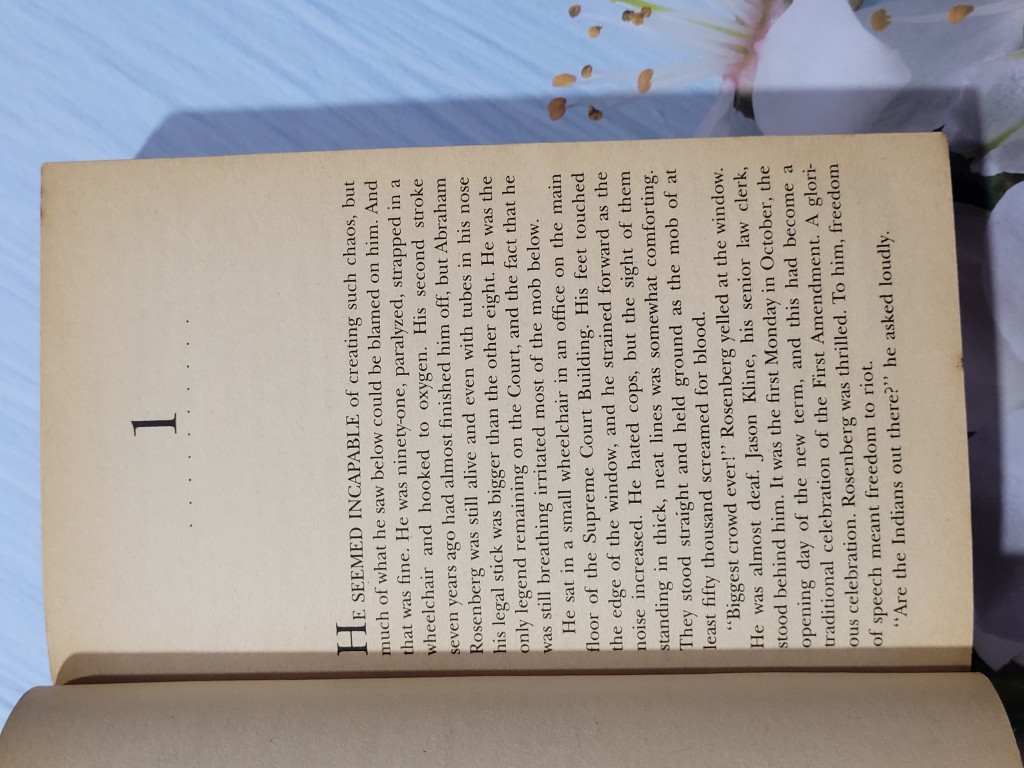 1
. . . . . . . . . . .
HE SEEMED INCAPABLE of creating such chaos, but
much of what he saw below could be blamed on him. And
that was fine. He was ninety-one, paralyzed, strapped in a
wheelchair and hooked to oxygen. His second stroke
seven years ago had almost finished him off, but Abraham
Rosenberg was still alive and even with tubes in his nose
his legal stick was bigger than the other eight. He was the
only legend remaining on the Court, and the fact that he
was still breathing irritated most of the mob below.
He sat in a small wheelchair in an office on the main
floor of the Supreme Court Building. His feet touched
the edge of the window, and he strained forward as the
noise increased. He hated cops, but the sight of them
standing in thick, neat lines was somewhat comforting.
They stood straight and held ground as the mob of at
least fifty thousand screamed for blood.
“Biggest crowd ever!” Rosenberg yelled at the window.
He was almost deaf. Jason Kline, his senior law clerk,
stood behind him. It was the first Monday in October, the
opening day of the new term, and this had become a
traditional celebration of the First Amendment. A glori-
ous celebration. Rosenberg was thrilled. To him, freedom
of speech meant freedom to riot.
“Are the Indians out there?” he asked loudly.